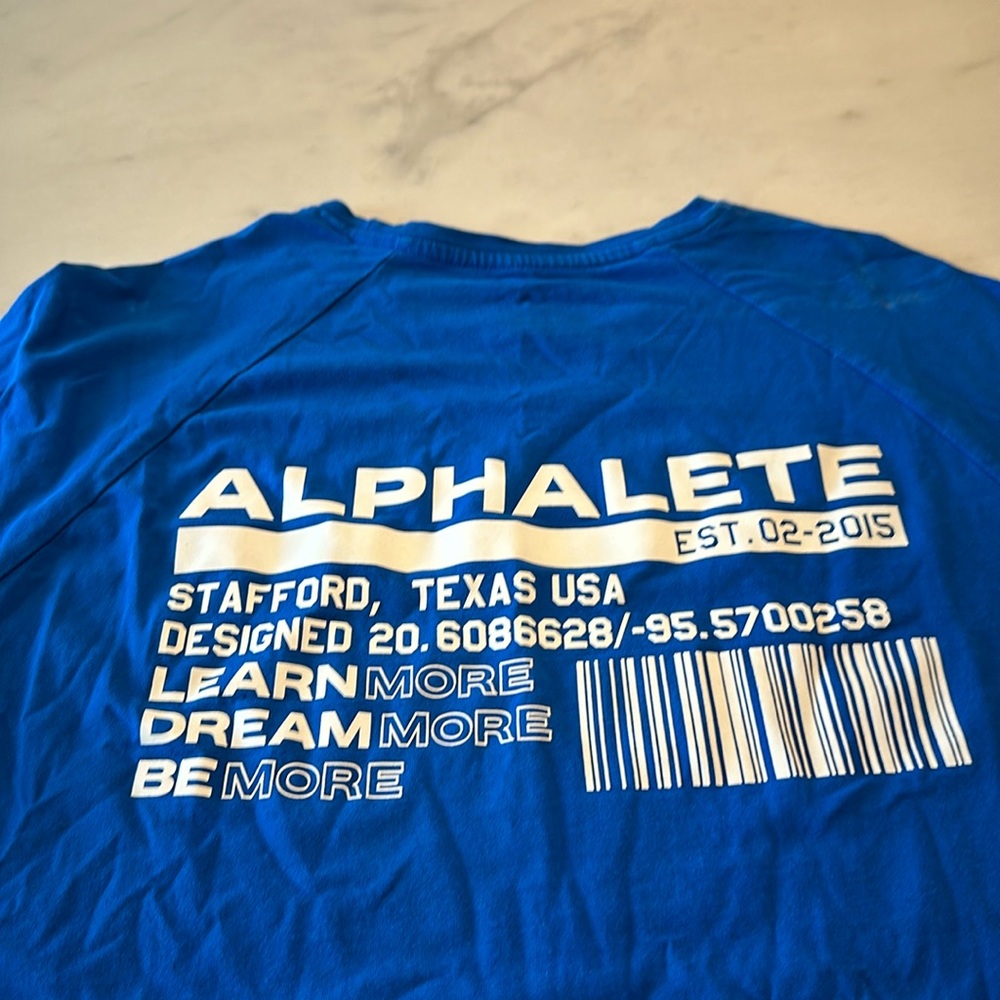 ALPHALETE
EST.02-2015
STAFFORD, TEXAS USA
DESIGNED 20.6086628/-95.5700258
LEARN MORE
DREAM MORE
BE MORE